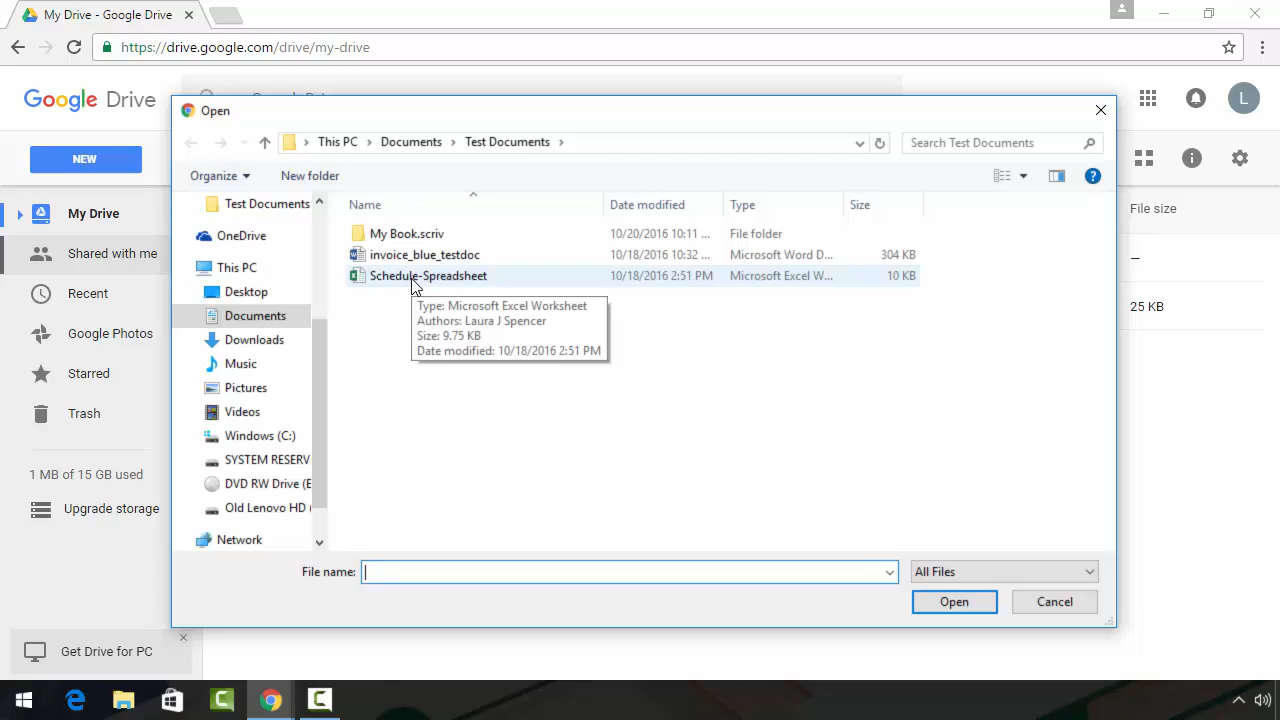 My Drive - Google Drive
https://drive.google.com/drive/my-drive
Google Drive
L
Open
This PC
Documents
Test Documents
Search Test Documents
NEW
Organize
New folder
Name
Date modified
Type
Size
File size
My Drive
Shared with me
Recent
Google Photos
Starred
Trash
1 MB of 15 GB used
Upgrade storage
Get Drive for PC
Test Documents
OneDrive
This PC
Desktop
Documents
Downloads
Music
Pictures
Videos
Windows (C:)
SYSTEM RESERV
DVD RW Drive (E
Old Lenovo HD (
Network
My Book.scriv 10/20/2016 10:11 ... File folder
invoice_blue_testdoc 10/18/2016 10:32 ... Microsoft Word D... 304 KB
Schedule-Spreadsheet 10/18/2016 2:51 PM Microsoft Excel W... 10 KB
Type: Microsoft Excel Worksheet
Authors: Laura J Spencer
Size: 9.75 KB
Date modified: 10/18/2016 2:51 PM
–
25 KB
File name:
All Files
Open
Cancel